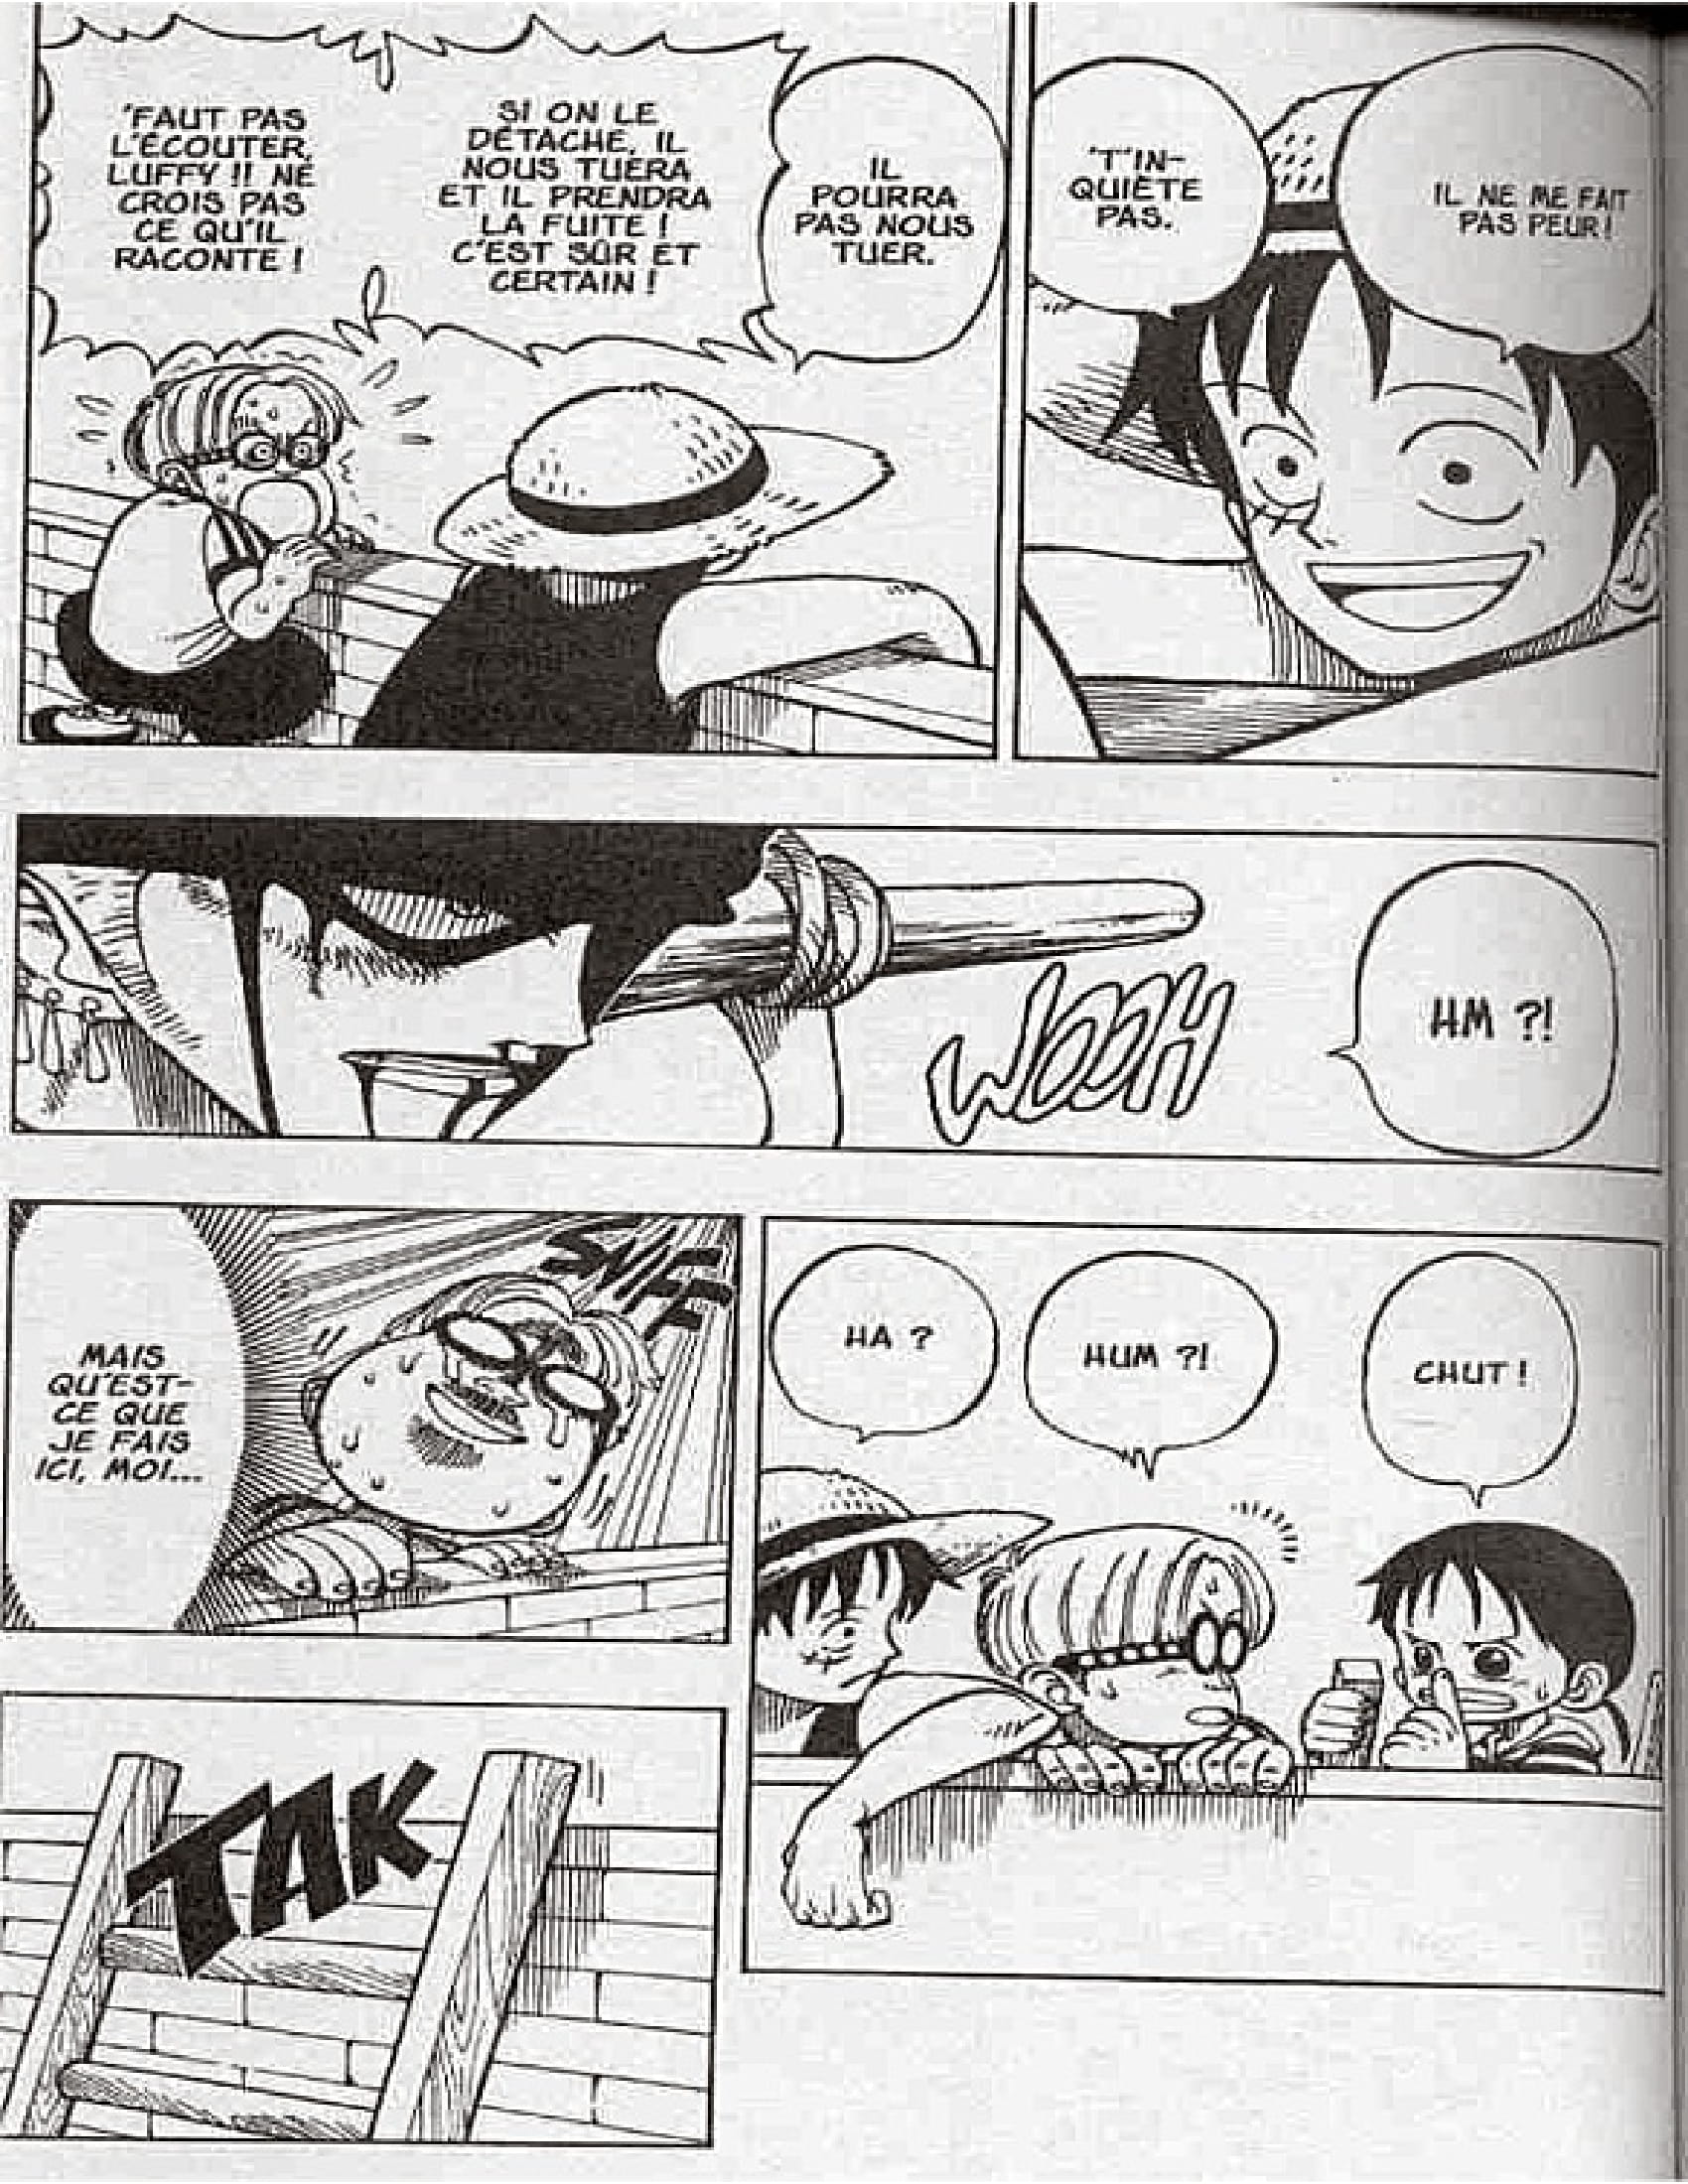 IL NE ME FAIT
PAS PEUR !
"T"IN-
QUIÈTE
PAS.
IL
POURRA
PAS NOUS
TUER.
SI ON LE
DÉTACHE, IL
NOUS TUERA
ET IL PRENDRA
LA FUITE !
C'EST SÛR ET
CERTAIN !
'FAUT PAS
L'ÉCOUTER,
LUFFY !! NE
CROIS PAS
CE QU'IL
RACONTE !
HM ?!
WOOH
CHUT !
HUM ?!
HA ?
MAIS
QU'EST-
CE QUE
JE FAIS
ICI, MOI...
TAK